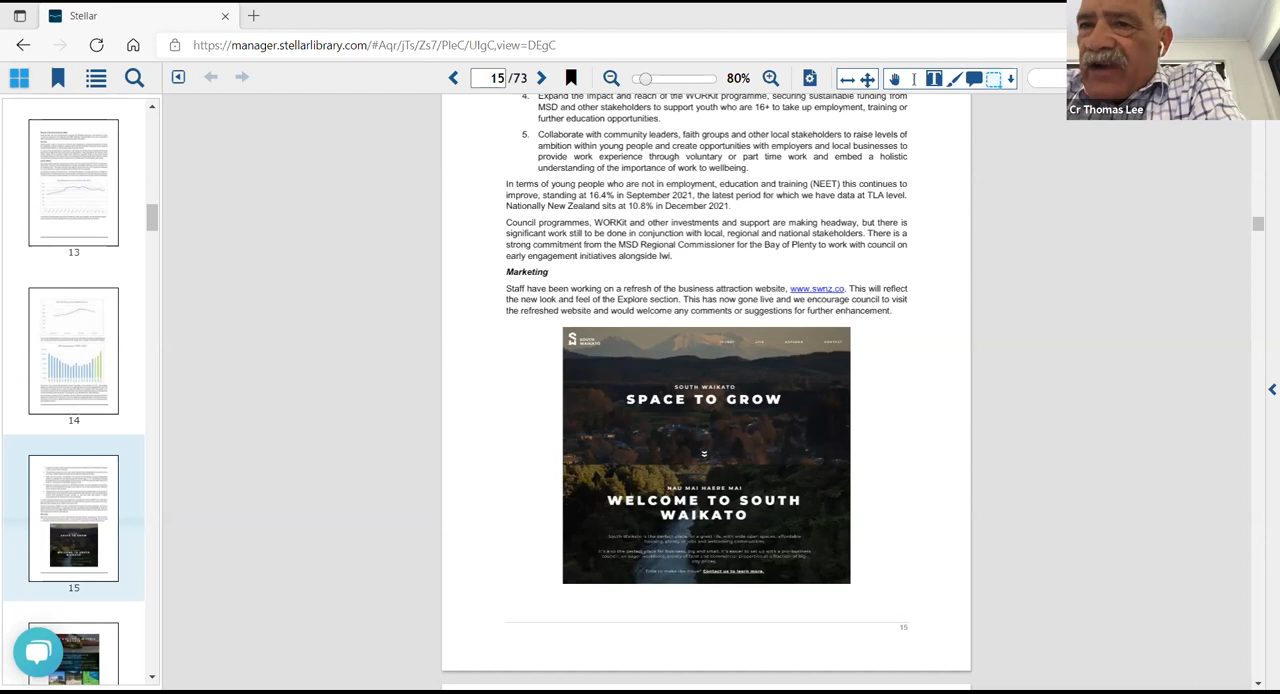 Stellar
https://manager.stellarlibrary.com/#Aqr/jTs/Zs7/PIeC/UIgC,view=DEgC
15 /73
80%
Cr Thomas Lee
4. Expand the impact and reach of the WORKit programme, securing sustainable funding from
MSD and other stakeholders to support youth who are 16+ to take up employment, training or
further education opportunities.
5. Collaborate with community leaders, faith groups and other local stakeholders to raise levels of
ambition within young people and create opportunities with employers and local businesses to
provide work experience through voluntary or part time work and embed a holistic
understanding of the importance of work to wellbeing.
In terms of young people who are not in employment, education and training (NEET) this continues to
improve, standing at 16.4% in September 2021, the latest period for which we have data at TLA level.
Nationally New Zealand sits at 10.8% in December 2021.
Council programmes, WORKit and other investments and support are making headway, but there is
significant work still to be done in conjunction with local, regional and national stakeholders. There is a
strong commitment from the MSD Regional Commissioner for the Bay of Plenty to work with council on
early engagement initiatives alongside Iwi.
Marketing
Staff have been working on a refresh of the business attraction website, www.swnz.co. This will reflect
the new look and feel of the Explore section. This has now gone live and we encourage council to visit
the refreshed website and would welcome any comments or suggestions for further enhancement.
SOUTH
WAIKATO
SOUTH WAIKATO
SPACE TO GROW
NAU MAI HAERE MAI
WELCOME TO SOUTH
WAIKATO
Contact us to learn more.
15
13
14
15